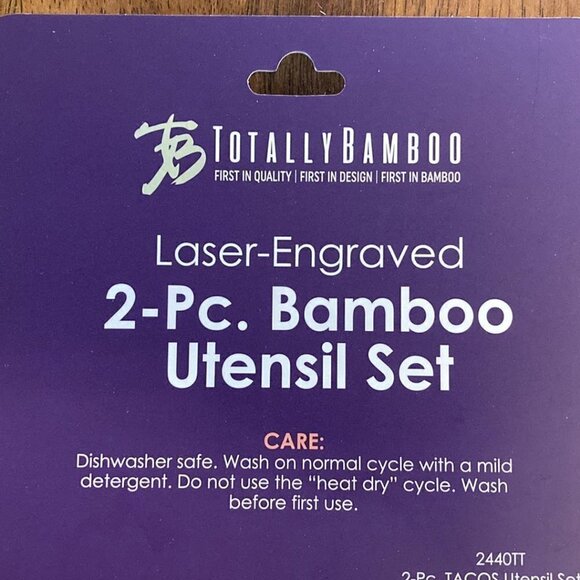 TB TOTALLYBAMBOO
FIRST IN QUALITY | FIRST IN DESIGN | FIRST IN BAMBOO
Laser-Engraved
2-Pc. Bamboo
Utensil Set
CARE:
Dishwasher safe. Wash on normal cycle with a mild
detergent. Do not use the “heat dry” cycle. Wash
before first use.
2440TT
2-Pc. TACOS Utensil Set